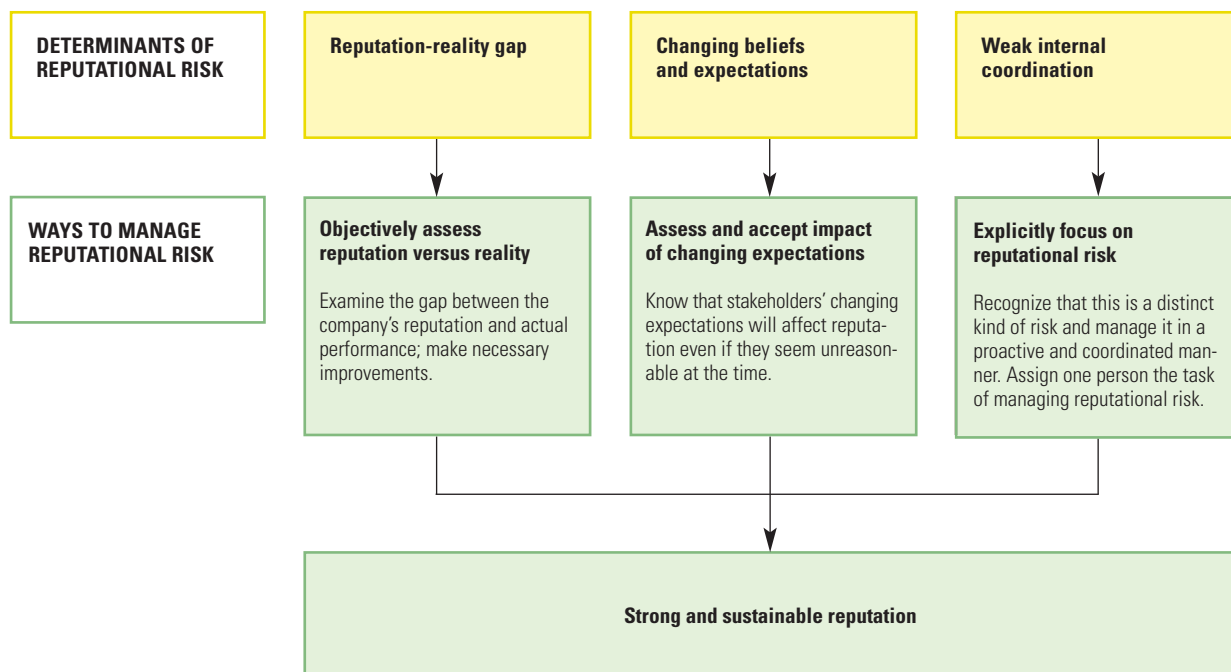 DETERMINANTS OF
REPUTATIONAL RISK
Reputation-reality gap
Changing beliefs
and expectations
Weak internal
coordination
WAYS TO MANAGE
REPUTATIONAL RISK
Objectively assess
reputation versus reality
Examine the gap between the
company’s reputation and actual
performance; make necessary
improvements.
Assess and accept impact
of changing expectations
Know that stakeholders’ changing
expectations will affect reputa-
tion even if they seem unreason-
able at the time.
Explicitly focus on
reputational risk
Recognize that this is a distinct
kind of risk and manage it in a
proactive and coordinated man-
ner. Assign one person the task
of managing reputational risk.
Strong and sustainable reputation